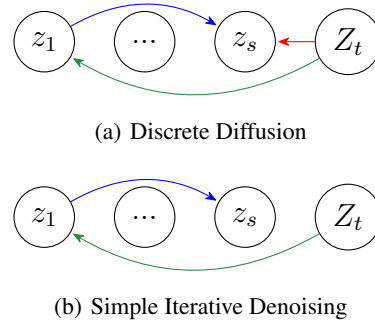 z₁ ... zₛ Zₜ
(a) Discrete Diffusion
z₁ ... zₛ Zₜ
(b) Simple Iterative Denoising